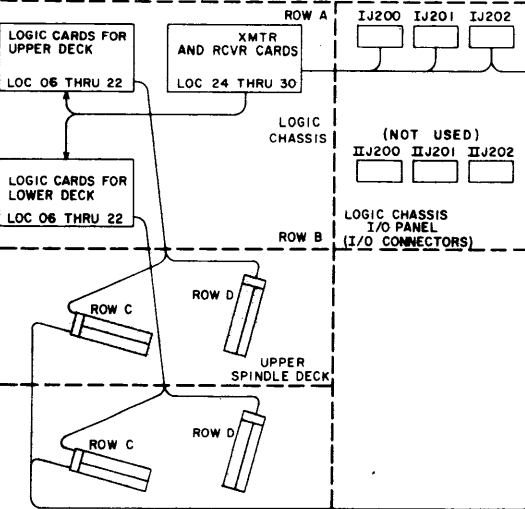 ROW A
IJ200 IJ201 IJ202
LOGIC CARDS FOR
UPPER DECK
LOC 06 THRU 22
XMTR
AND RCVR CARDS
LOC 24 THRU 30
LOGIC
CHASSIS
(NOT USED)
IIJ200 IIJ201 IIJ202
LOGIC CARDS FOR
LOWER DECK
LOC 06 THRU 22
LOGIC CHASSIS
I/O PANEL
(I/O CONNECTORS)
ROW B
ROW C
ROW D
UPPER
SPINDLE DECK
ROW C
ROW D